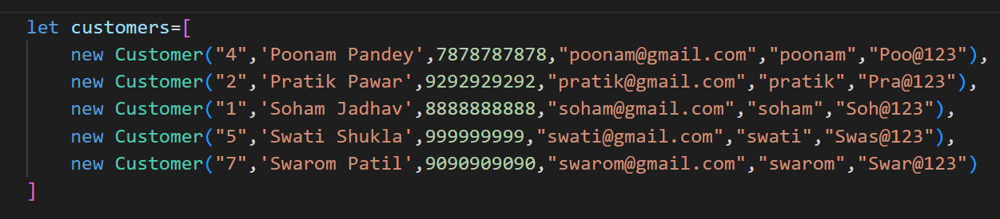 let customers=[
    new Customer("4",'Poonam Pandey',7878787878,"poonam@gmail.com","poonam","Poo@123"),
    new Customer("2",'Pratik Pawar',9292929292,"pratik@gmail.com","pratik","Pra@123"),
    new Customer("1",'Soham Jadhav',8888888888,"soham@gmail.com","soham","Soh@123"),
    new Customer("5",'Swati Shukla',999999999,"swati@gmail.com","swati","Swas@123"),
    new Customer("7",'Swarom Patil',9090909090,"swarom@gmail.com","swarom","Swar@123")
]